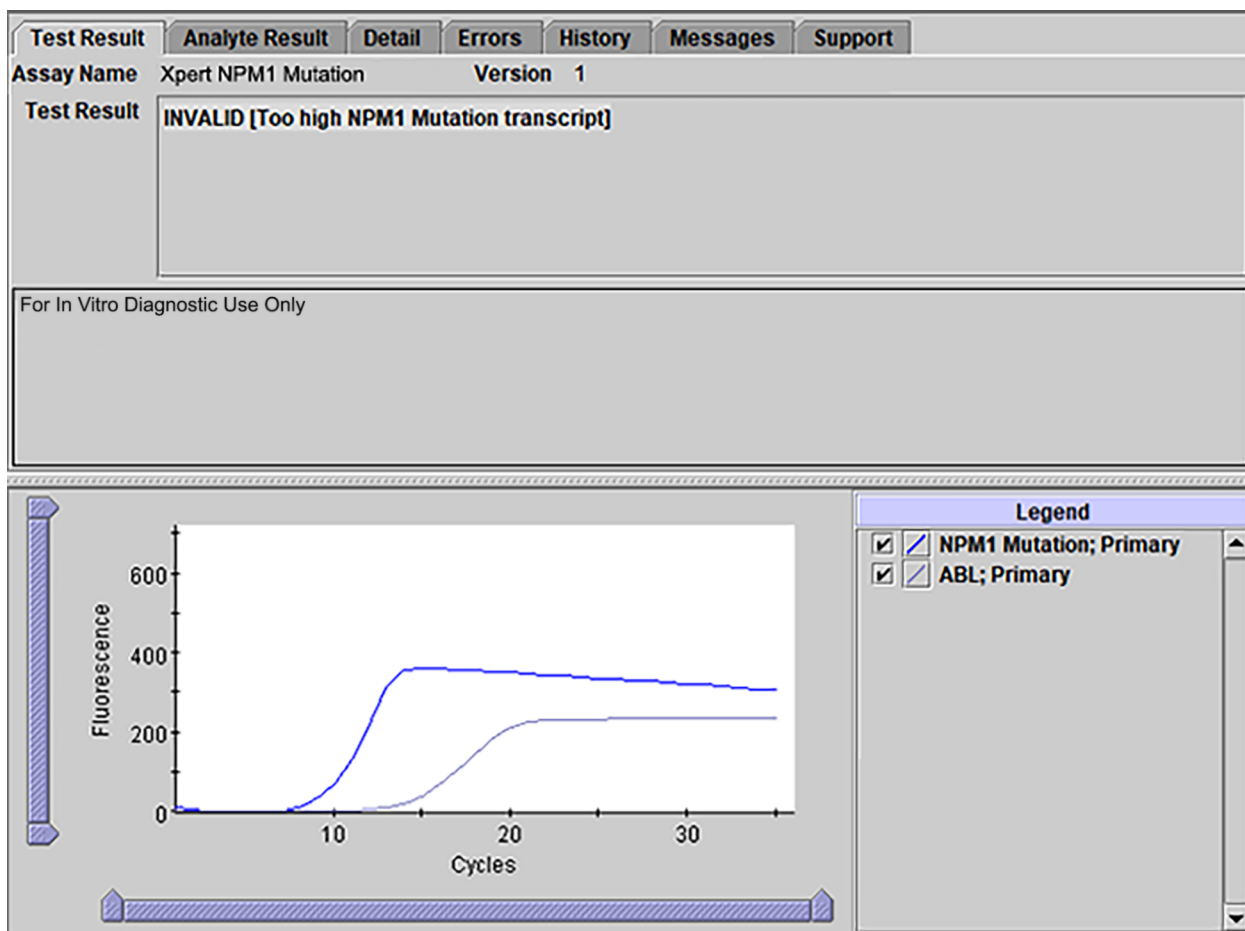 Test Result Analyte Result Detail Errors History Messages Support
Assay Name Xpert NPM1 Mutation Version 1
Test Result INVALID [Too high NPM1 Mutation transcript]
For In Vitro Diagnostic Use Only
Legend
NPM1 Mutation; Primary
ABL; Primary
Fluorescence
600
400
200
0
10 20 30
Cycles